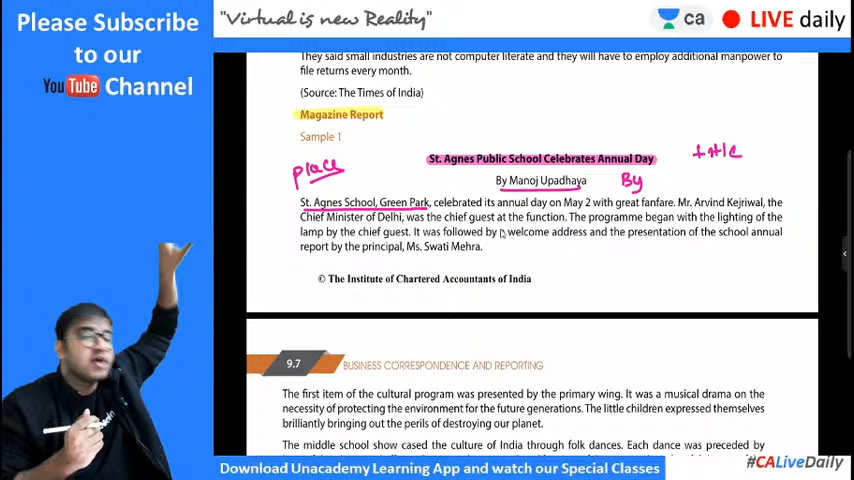 Please Subscribe
to our
You Tube Channel
"Virtual is new Reality"
ca
LIVE daily
They said small industries are not computer literate and they will have to employ additional manpower to
file returns every month.
(Source: The Times of India)
Magazine Report
Sample 1
place
St. Agnes Public School Celebrates Annual Day
title
By Manoj Upadhaya
By
St. Agnes School, Green Park, celebrated its annual day on May 2 with great fanfare. Mr. Arvind Kejriwal, the
Chief Minister of Delhi, was the chief guest at the function. The programme began with the lighting of the
lamp by the chief guest. It was followed by welcome address and the presentation of the school annual
report by the principal, Ms. Swati Mehra.
© The Institute of Chartered Accountants of India
9.7
BUSINESS CORRESPONDENCE AND REPORTING
The first item of the cultural program was presented by the primary wing. It was a musical drama on the
necessity of protecting the environment for the future generations. The little children expressed themselves
brilliantly bringing out the perils of destroying our planet.
The middle school show cased the culture of India through folk dances. Each dance was preceded by
Download Unacademy Learning App and watch our Special Classes
#CALiveDaily